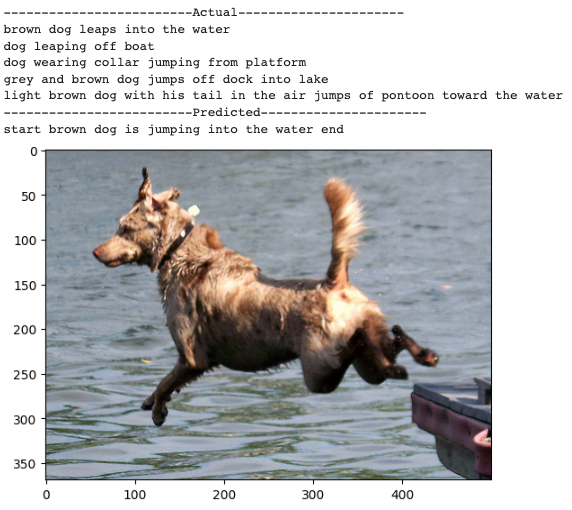 -------------------------Actual----------------------
brown dog leaps into the water
dog leaping off boat
dog wearing collar jumping from platform
grey and brown dog jumps off dock into lake
light brown dog with his tail in the air jumps of pontoon toward the water
-------------------------Predicted----------------------
start brown dog is jumping into the water end
0
50
100
150
200
250
300
350
0 100 200 300 400